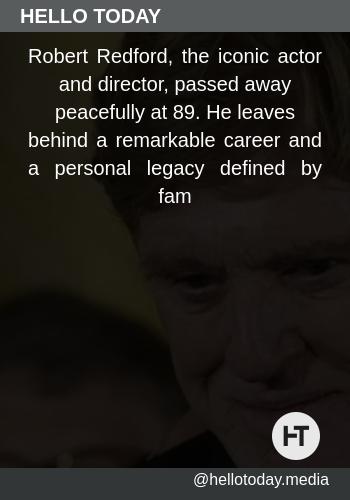 HELLO TODAY
Robert Redford, the iconic actor
and director, passed away
peacefully at 89. He leaves
behind a remarkable career and
a personal legacy defined by
fam
HT
@hellotoday.media